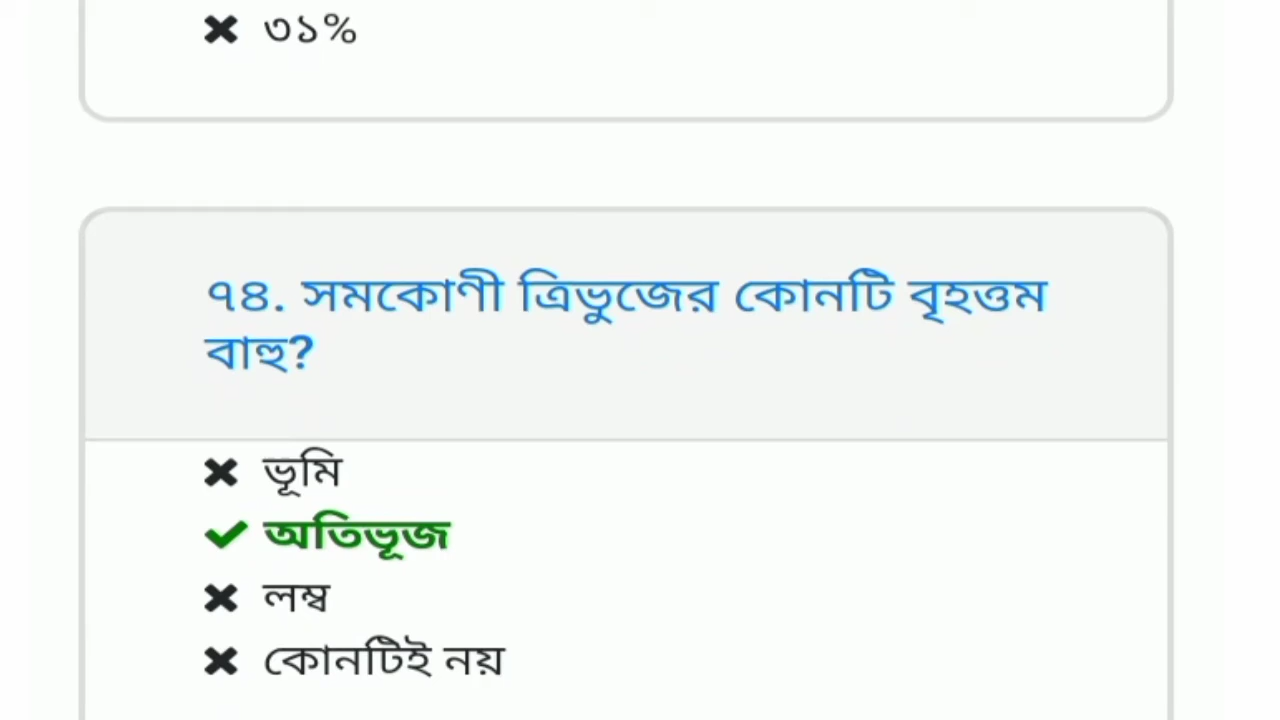 ৩১%
৭৪. সমকোণী ত্রিভুজের কোনটি বৃহত্তম
বাহু?
ভূমি
অতিভূজ
লম্ব
কোনটিই নয়